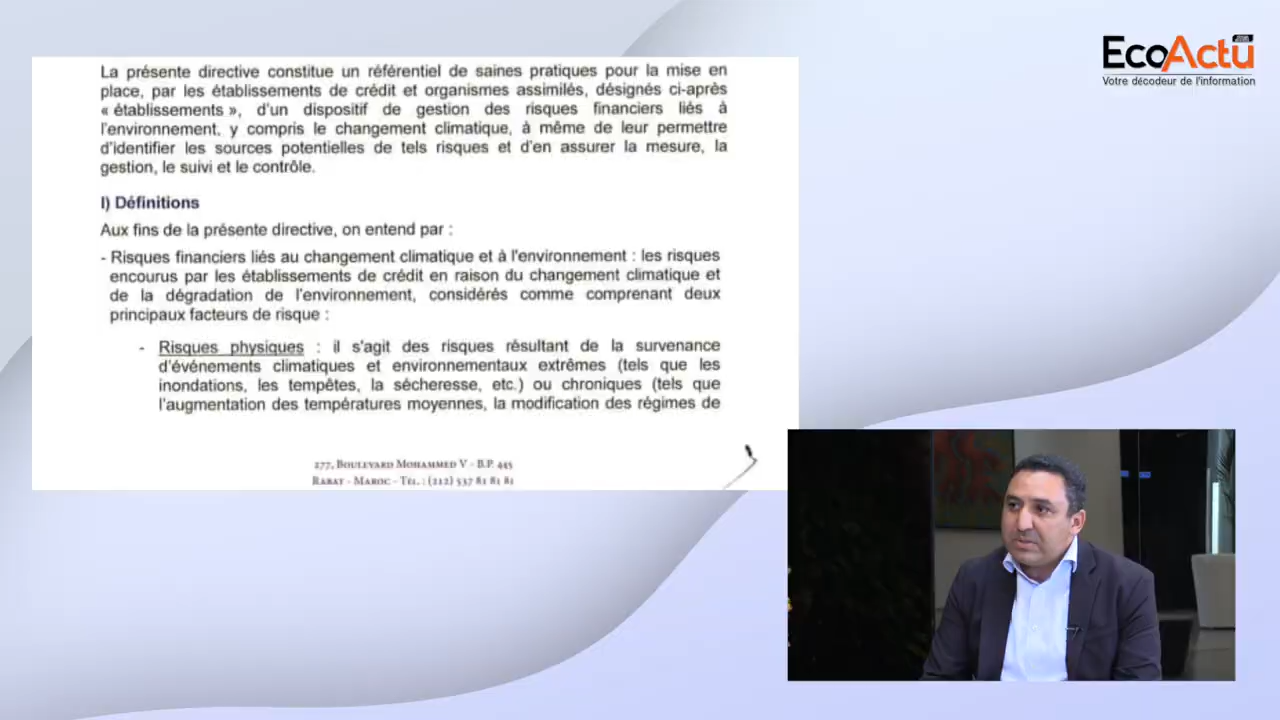 EcoActu
Votre décodeur de l'information
La présente directive constitue un référentiel de saines pratiques pour la mise en
place, par les établissements de crédit et organismes assimilés, désignés ci-après
« établissements », d'un dispositif de gestion des risques financiers liés à
l'environnement, y compris le changement climatique, à même de leur permettre
d'identifier les sources potentielles de tels risques et d'en assurer la mesure, la
gestion, le suivi et le contrôle.
I) Définitions
Aux fins de la présente directive, on entend par :
- Risques financiers liés au changement climatique et à l'environnement : les risques
encourus par les établissements de crédit en raison du changement climatique et
de la dégradation de l'environnement, considérés comme comprenant deux
principaux facteurs de risque :
- Risques physiques : il s'agit des risques résultant de la survenance
d'événements climatiques et environnementaux extrêmes (tels que les
inondations, les tempêtes, la sécheresse, etc.) ou chroniques (tels que
l'augmentation des températures moyennes, la modification des régimes de
277, Boulevard Mohammed V - B.P. 445
Rabat - Maroc - Tél. : (212) 537 81 81 81